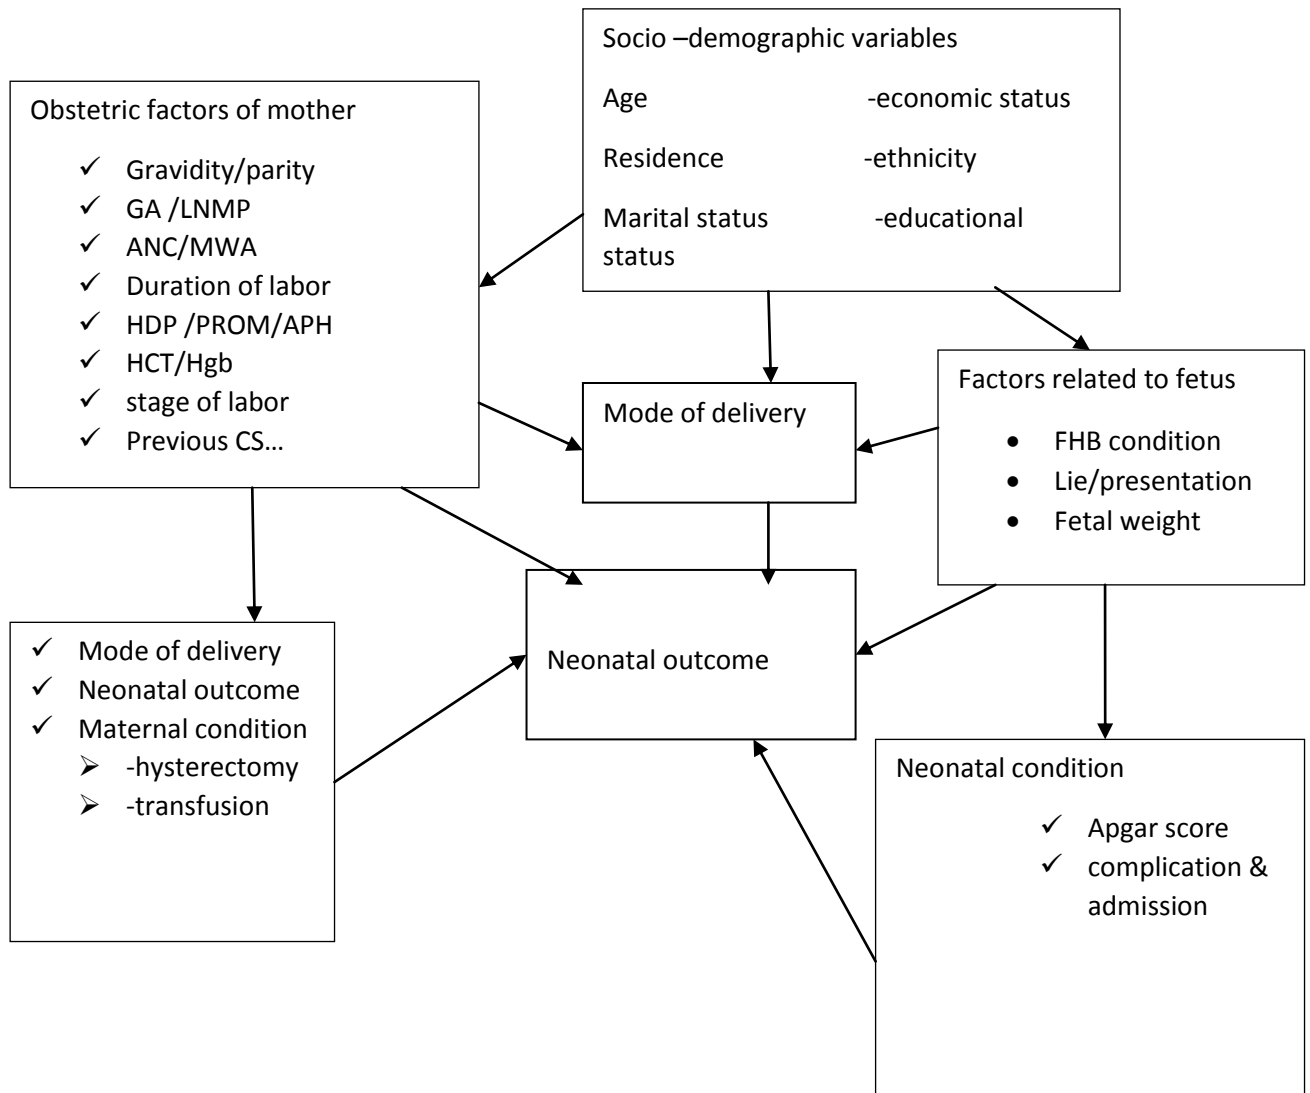 Socio –demographic variables
Age -economic status
Residence -ethnicity
Marital status -educational
status
Obstetric factors of mother
✓ Gravidity/parity
✓ GA /LNMP
✓ ANC/MWA
✓ Duration of labor
✓ HDP /PROM/APH
✓ HCT/Hgb
✓ stage of labor
✓ Previous CS...
Mode of delivery
Factors related to fetus
• FHB condition
• Lie/presentation
• Fetal weight
Neonatal outcome
✓ Mode of delivery
✓ Neonatal outcome
✓ Maternal condition
➢ -hysterectomy
➢ -transfusion
Neonatal condition
✓ Apgar score
✓ complication &
admission